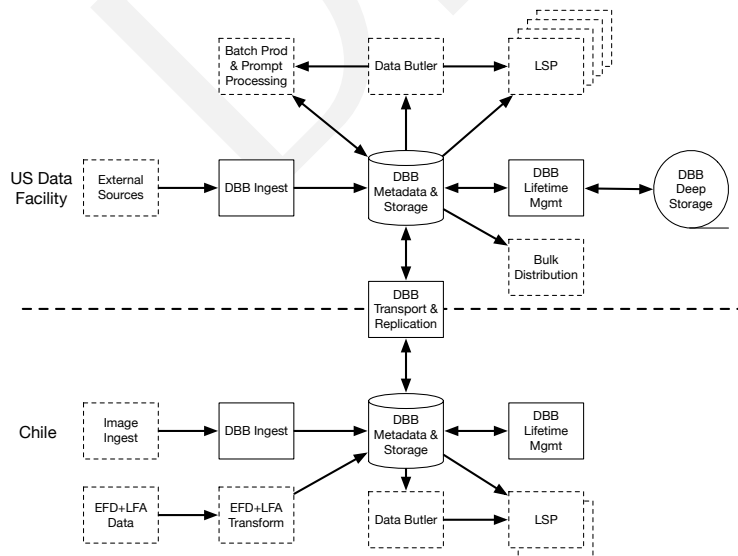 Batch Prod
& Prompt
Processing
Data Butler
LSP
US Data
Facility
External
Sources
DBB Ingest
DBB
Metadata &
Storage
DBB
Lifetime
Mgmt
DBB
Deep
Storage
Bulk
Distribution
DBB
Transport &
Replication
Chile
Image
Ingest
DBB Ingest
DBB
Metadata &
Storage
DBB
Lifetime
Mgmt
EFD+LFA
Data
EFD+LFA
Transform
Data Butler
LSP